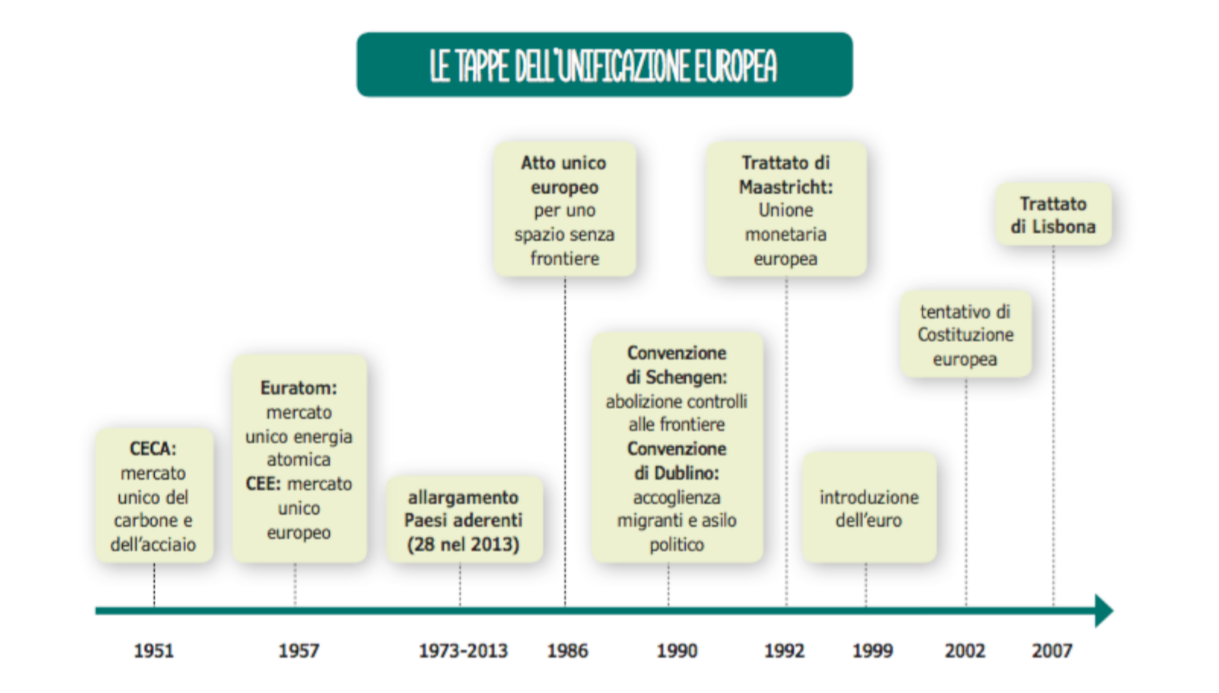 LE TAPPE DELL'UNIFICAZIONE EUROPEA
CECA:
mercato
unico del
carbone e
dell'acciaio
Euratom:
mercato
unico energia
atomica
CEE: mercato
unico
europeo
allargamento
Paesi aderenti
(28 nel 2013)
Atto unico
europeo
per uno
spazio senza
frontiere
Convenzione
di Schengen:
abolizione controlli
alle frontiere
Convenzione
di Dublino:
accoglienza
migranti e asilo
politico
Trattato di
Maastricht:
Unione
monetaria
europea
introduzione
dell'euro
tentativo di
Costituzione
europea
Trattato
di Lisbona
1951
1957
1973-2013
1986
1990
1992
1999
2002
2007